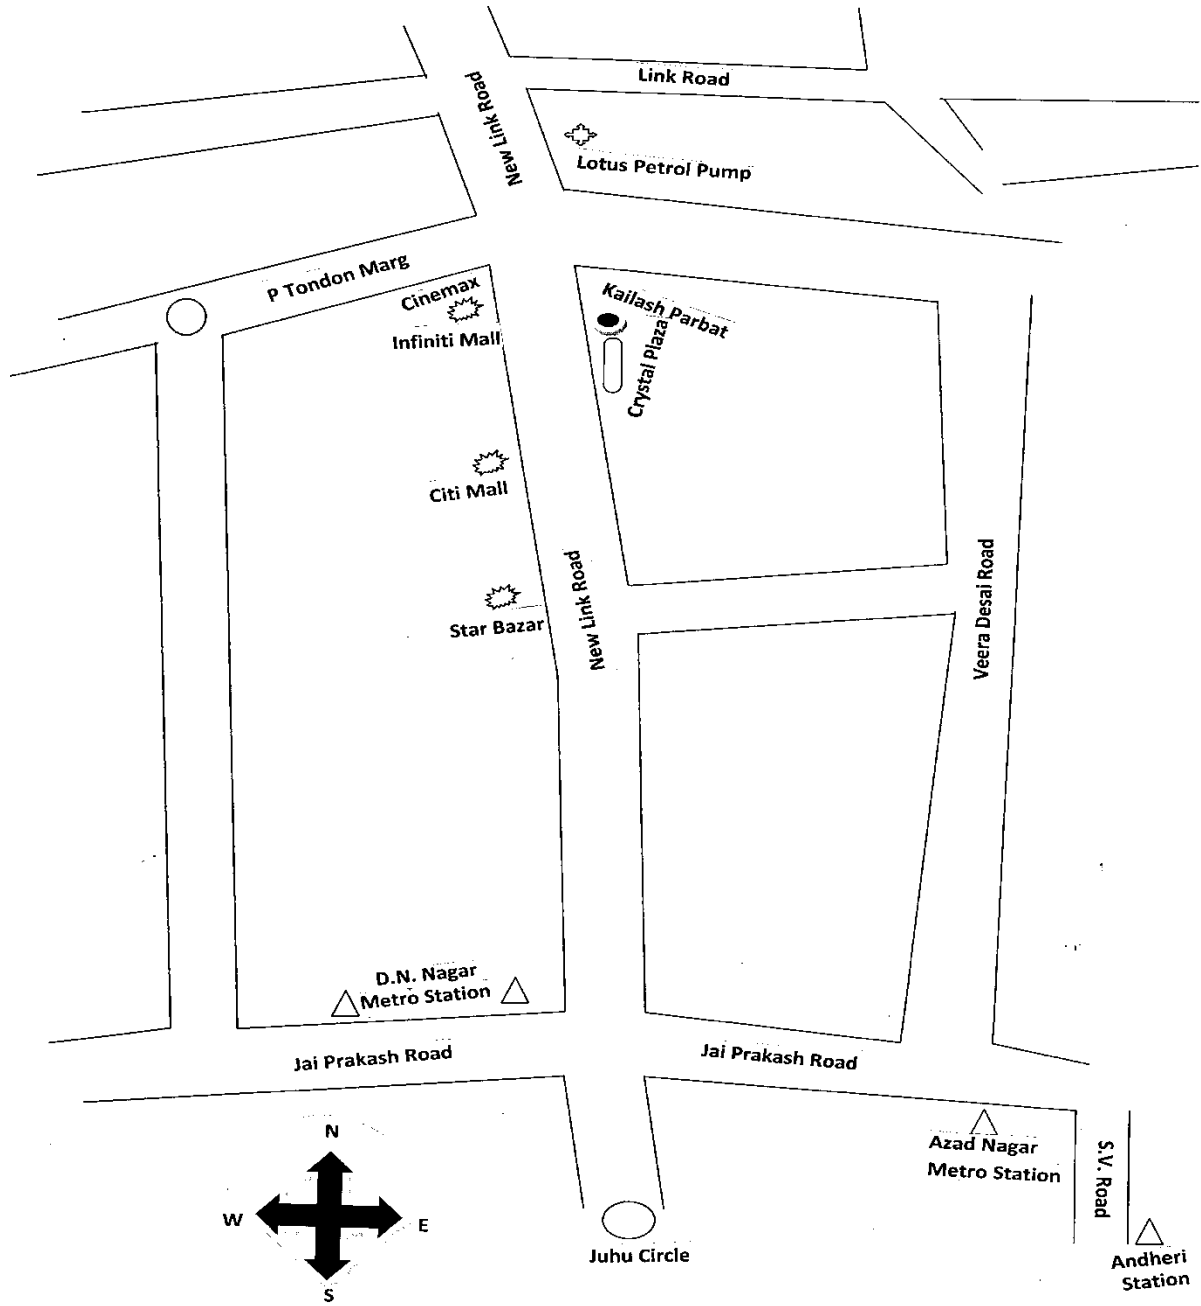 Link Road
New Link Road
Lotus Petrol Pump
P Tondon Marg
Cinemax
Infiniti Mall
Kailash Parbat
Crystal Plaza
Citi Mall
New Link Road
Veera Desai Road
Star Bazar
D.N. Nagar
Metro Station
Jai Prakash Road
Jai Prakash Road
Azad Nagar
Metro Station
S.V. Road
N
W
E
S
Juhu Circle
Andheri
Station